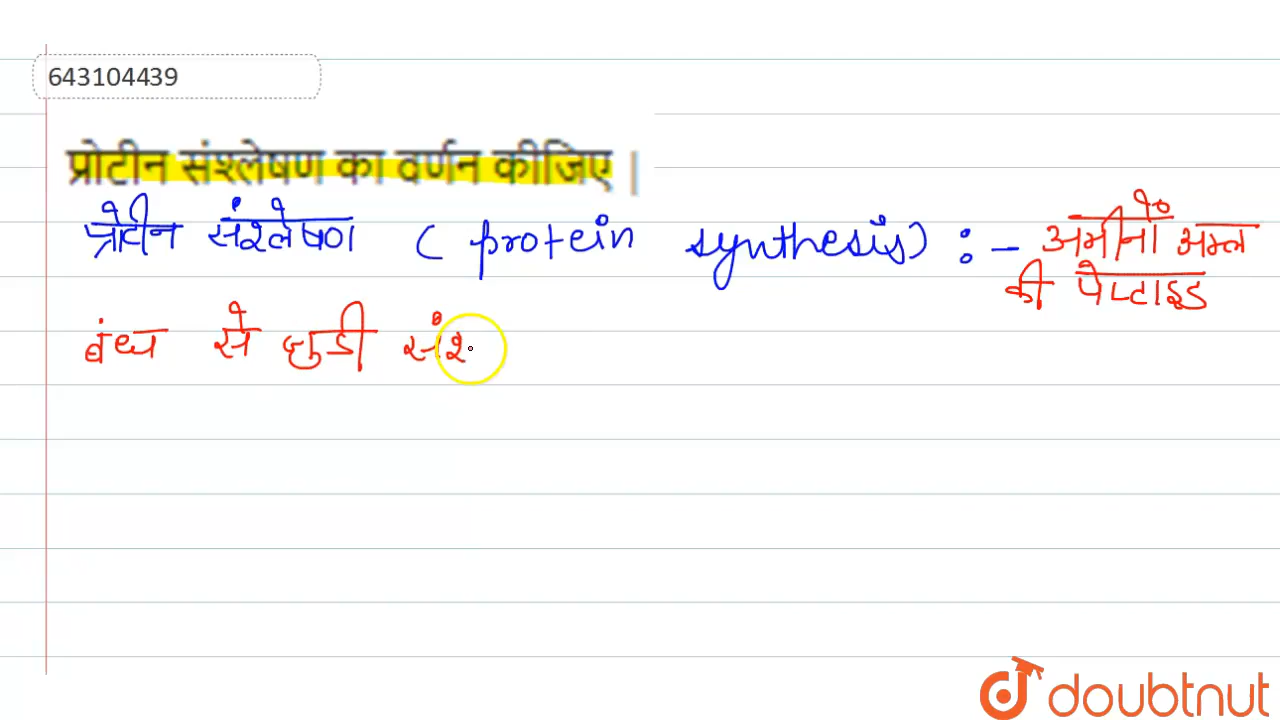 643104439
प्रोटीन संश्लेषण का वर्णन कीजिए |
प्रोटीन संश्लेषण ( protein synthesis) : - अमीनों अम्ल
की पेप्टाइड
बंध से जुडी संश
doubtnut